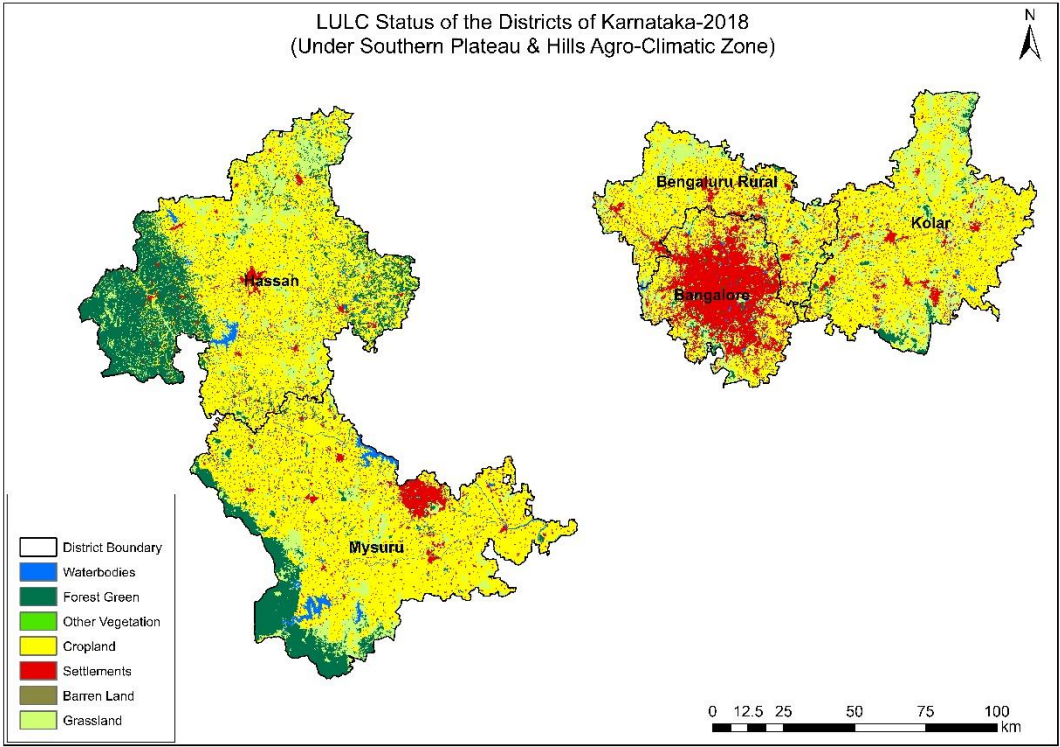 LULC Status of the Districts of Karnataka-2018
(Under Southern Plateau & Hills Agro-Climatic Zone)
N
Bengaluru Rural
Kolar
Hassan
Bangalore
Mysuru
District Boundary
Waterbodies
Forest Green
Other Vegetation
Cropland
Settlements
Barren Land
Grassland
0 12.5 25 50 75 100
km